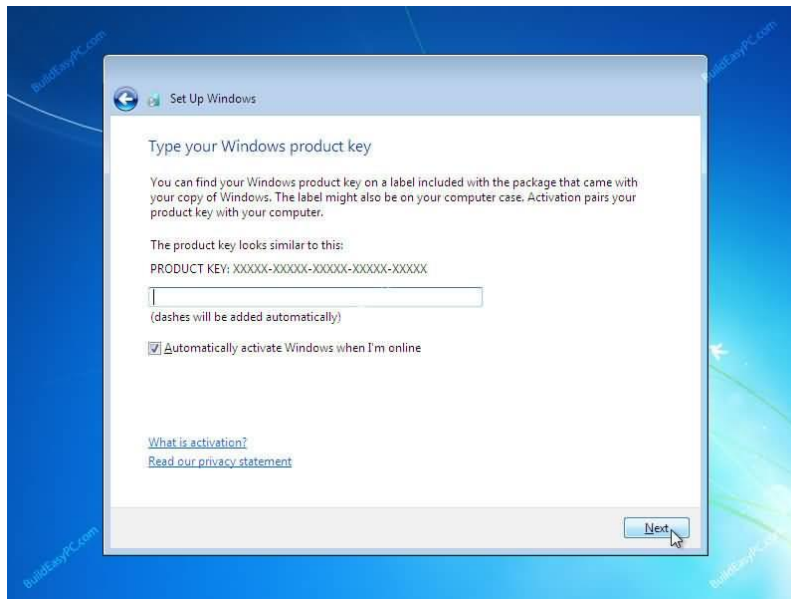 BuildEasyPC.com
BuildEasyPC.com
Set Up Windows
Type your Windows product key
You can find your Windows product key on a label included with the package that came with
your copy of Windows. The label might also be on your computer case. Activation pairs your
product key with your computer.
The product key looks similar to this:
PRODUCT KEY: XXXXX-XXXXX-XXXXX-XXXXX-XXXXX
(dashes will be added automatically)
Automatically activate Windows when I'm online
What is activation?
Read our privacy statement
Next
BuildEasyPC.com
BuildEasyPC.com